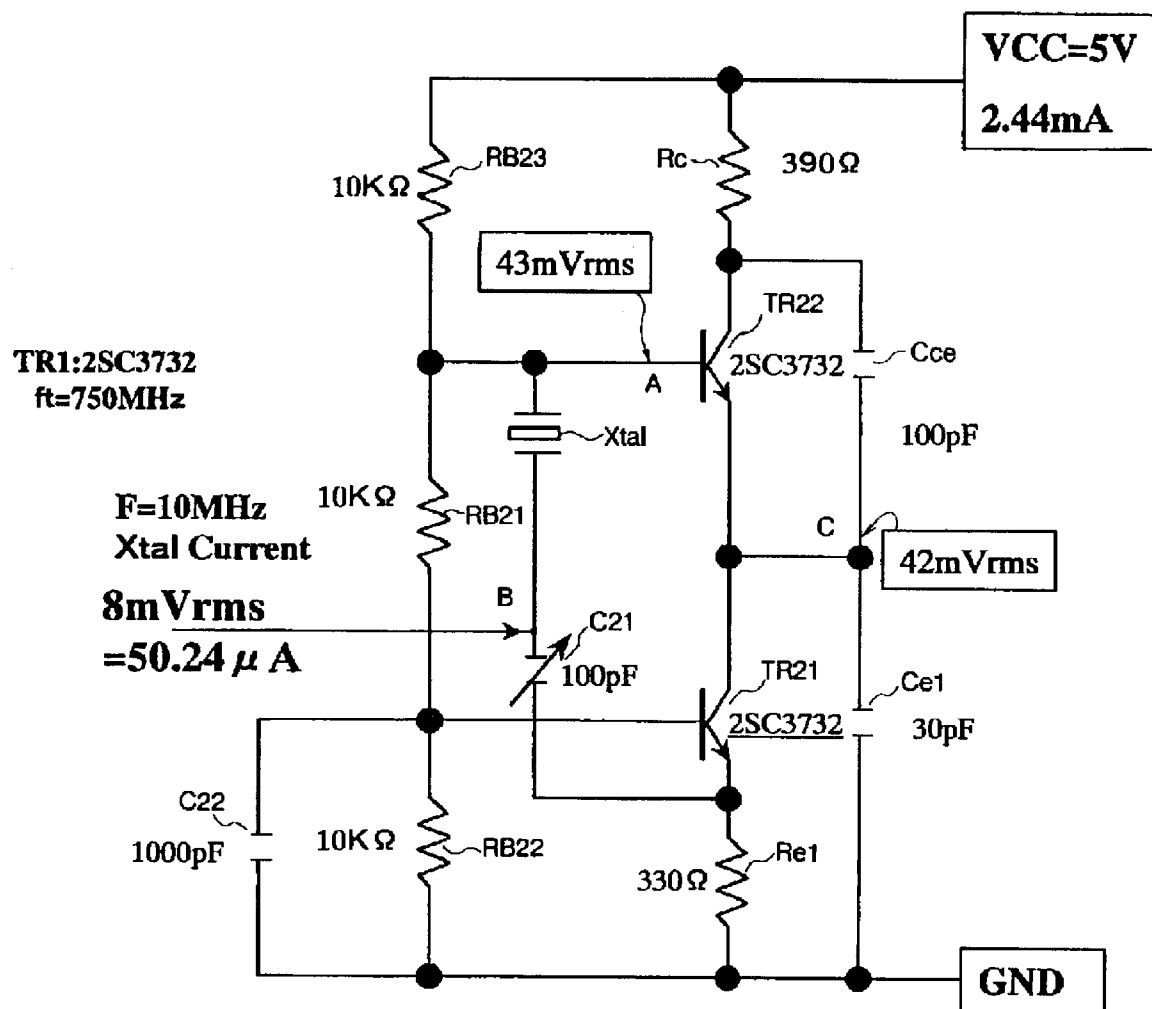 VCC=5V
2.44mA
RB23
10KΩ
Rc
390Ω
43mVrms
TR22
2SC3732
Cce
TR1:2SC3732
ft=750MHz
A
Xtal
100pF
10KΩ
RB21
F=10MHz
Xtal Current
C
42mVrms
8mVrms
=50.24μA
B
C21
100pF
TR21
2SC3732
Ce1
30pF
C22
1000pF
10KΩ
RB22
330Ω
Re1
GND